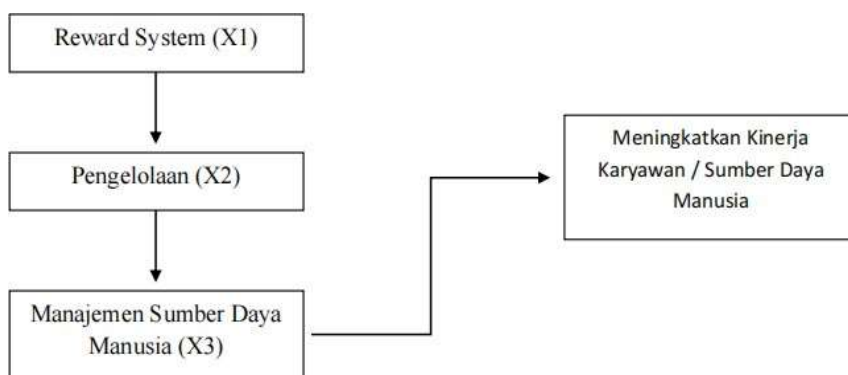 Reward System (X1)
Pengelolaan (X2)
Manajemen Sumber Daya
Manusia (X3)
Meningkatkan Kinerja
Karyawan / Sumber Daya
Manusia